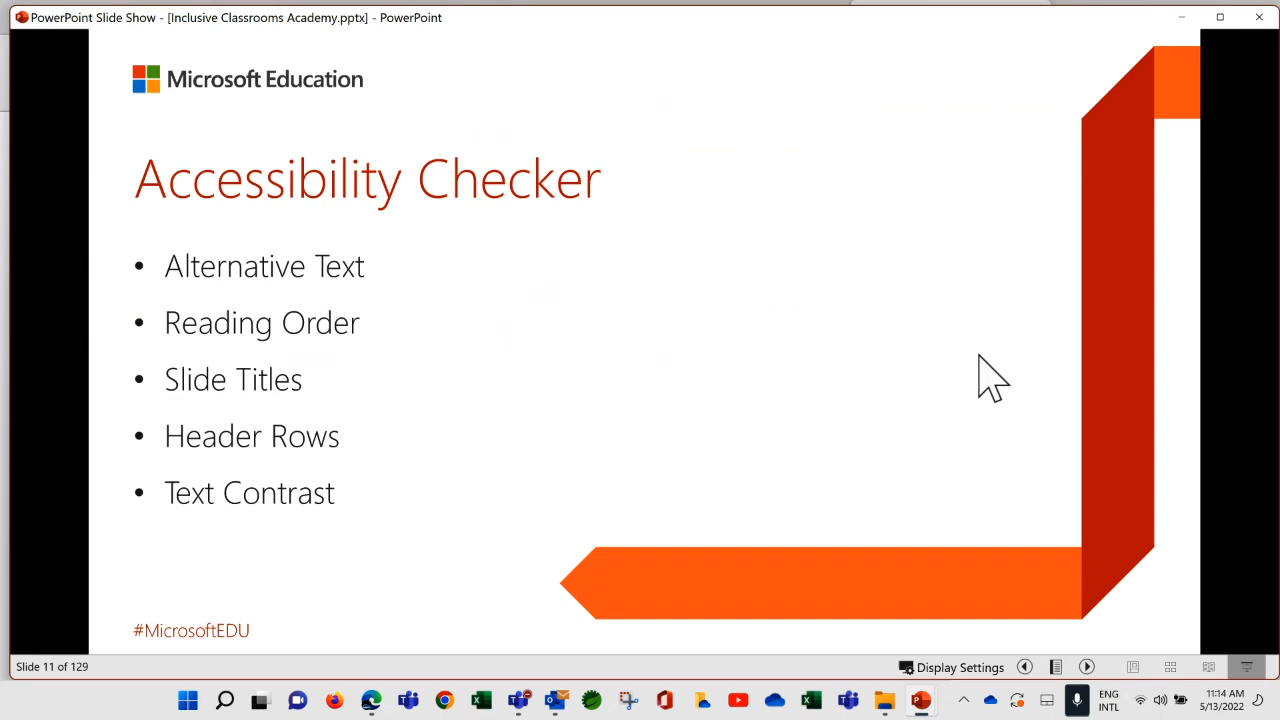 PowerPoint Slide Show - [Inclusive Classrooms Academy.pptx] - PowerPoint
Microsoft Education
Accessibility Checker
• Alternative Text
• Reading Order
• Slide Titles
• Header Rows
• Text Contrast
#MicrosoftEDU
Slide 11 of 129
Display Settings
ENG
INTL
11:14 AM
5/13/2022